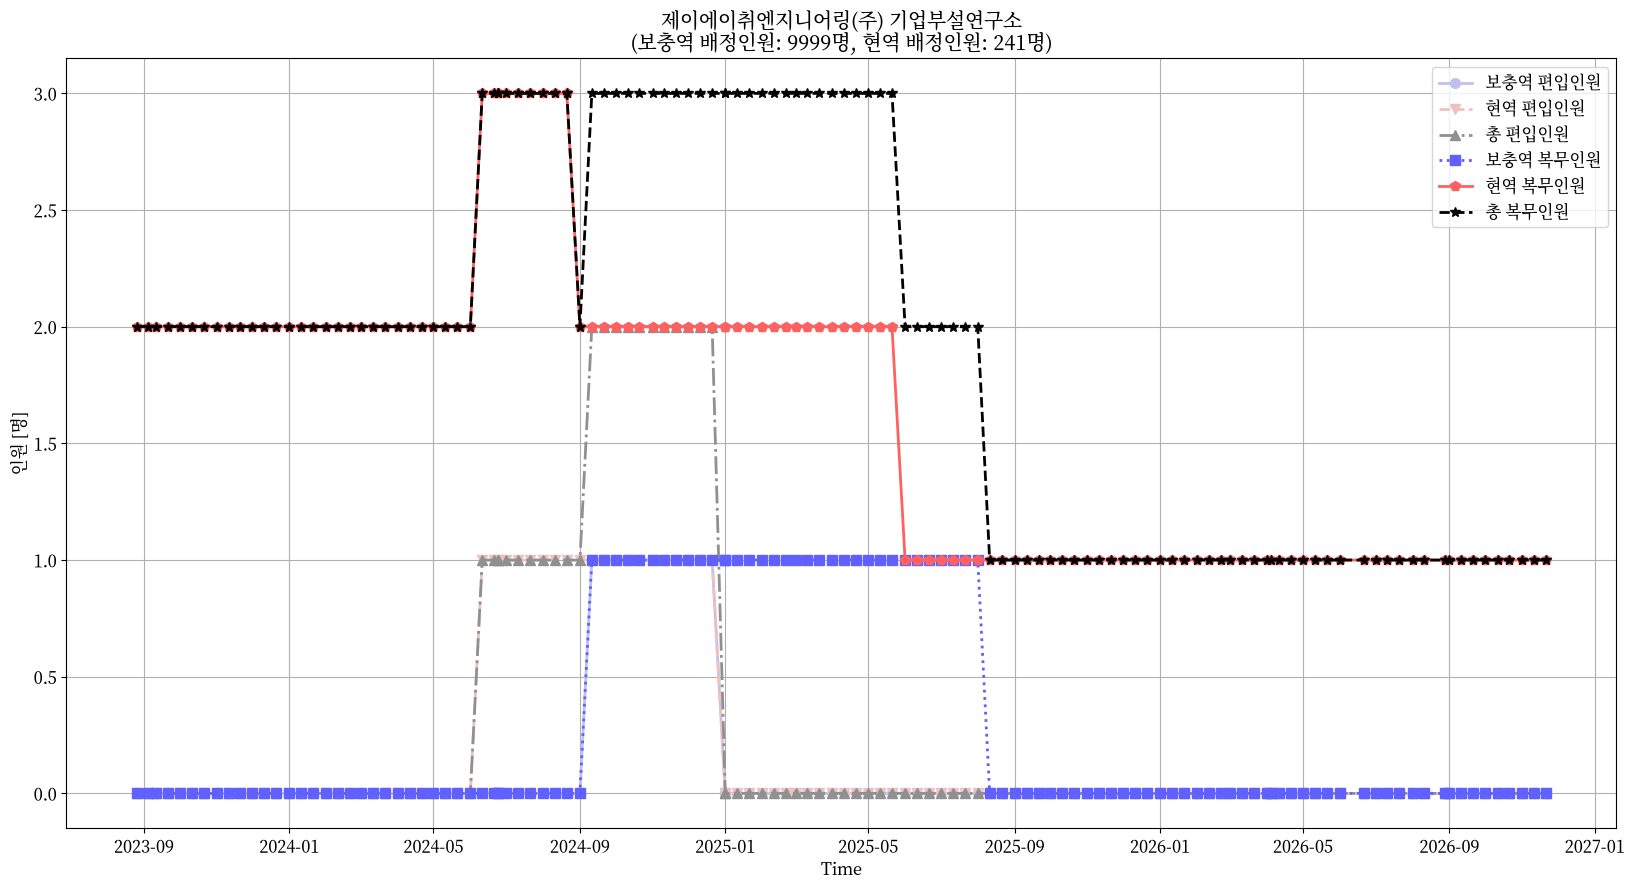 제이에이취엔지니어링(주) 기업부설연구소
(보충역 배정인원: 9999명, 현역 배정인원: 241명)
보충역 편입인원
현역 편입인원
총 편입인원
보충역 복무인원
현역 복무인원
총 복무인원
인원 [명]
3.0
2.5
2.0
1.5
1.0
0.5
0.0
2023-09 2024-01 2024-05 2024-09 2025-01 2025-05 2025-09 2026-01 2026-05 2026-09 2027-01
Time